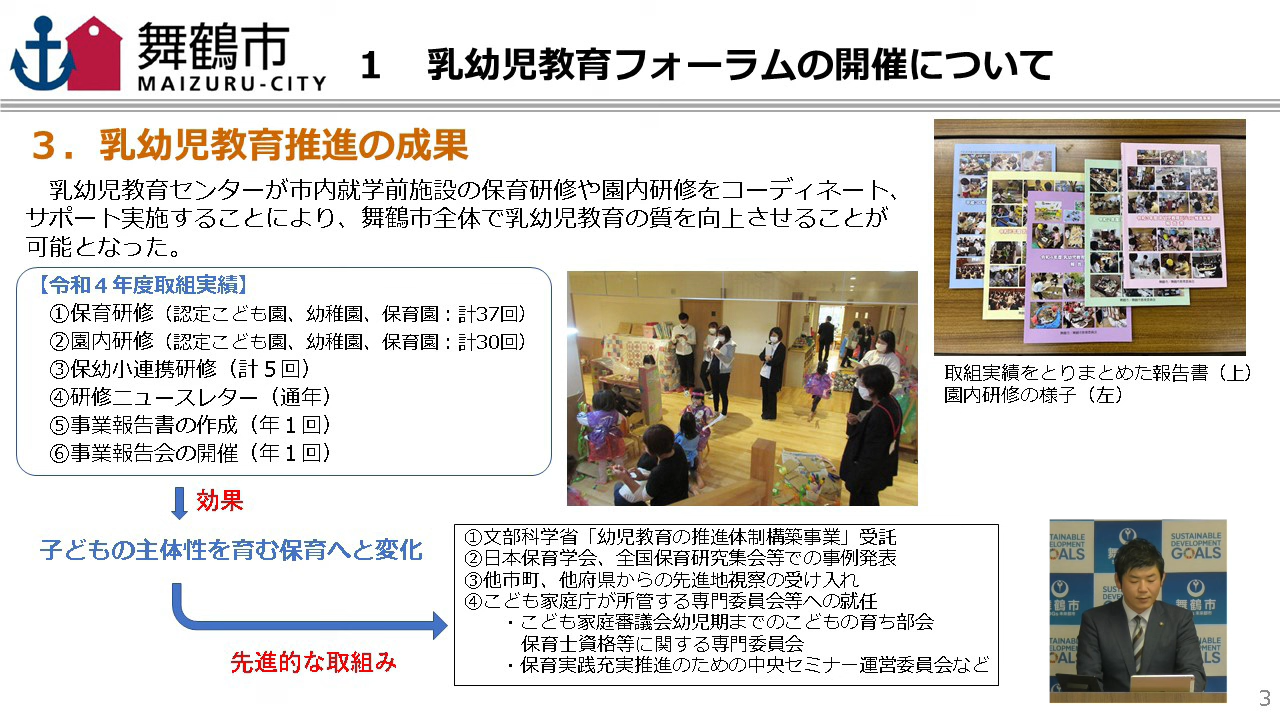 舞鶴市
MAIZURU-CITY
1 乳幼児教育フォーラムの開催について
3．乳幼児教育推進の成果
乳幼児教育センターが市内就学前施設の保育研修や園内研修をコーディネート、
サポート実施することにより、舞鶴市全体で乳幼児教育の質を向上させることが
可能となった。
【令和４年度取組実績】
①保育研修（認定こども園、幼稚園、保育園：計37回）
②園内研修（認定こども園、幼稚園、保育園：計30回）
③保幼小連携研修（計５回）
④研修ニュースレター（通年）
⑤事業報告書の作成（年１回）
⑥事業報告会の開催（年１回）
取組実績をとりまとめた報告書（上）
園内研修の様子（左）
効果
子どもの主体性を育む保育へと変化
先進的な取組み
①文部科学省「幼児教育の推進体制構築事業」受託
②日本保育学会、全国保育研究集会等での事例発表
③他市町、他府県からの先進地視察の受け入れ
④こども家庭庁が所管する専門委員会等への就任
・こども家庭審議会幼児期までのこどもの育ち部会
保育士資格等に関する専門委員会
・保育実践充実推進のための中央セミナー運営委員会など
SUSTAINABLE
DEVELOPMENT
GOALS
舞鶴市
SUSTAINABLE
DEVELOPMENT
GOALS
舞鶴市
3